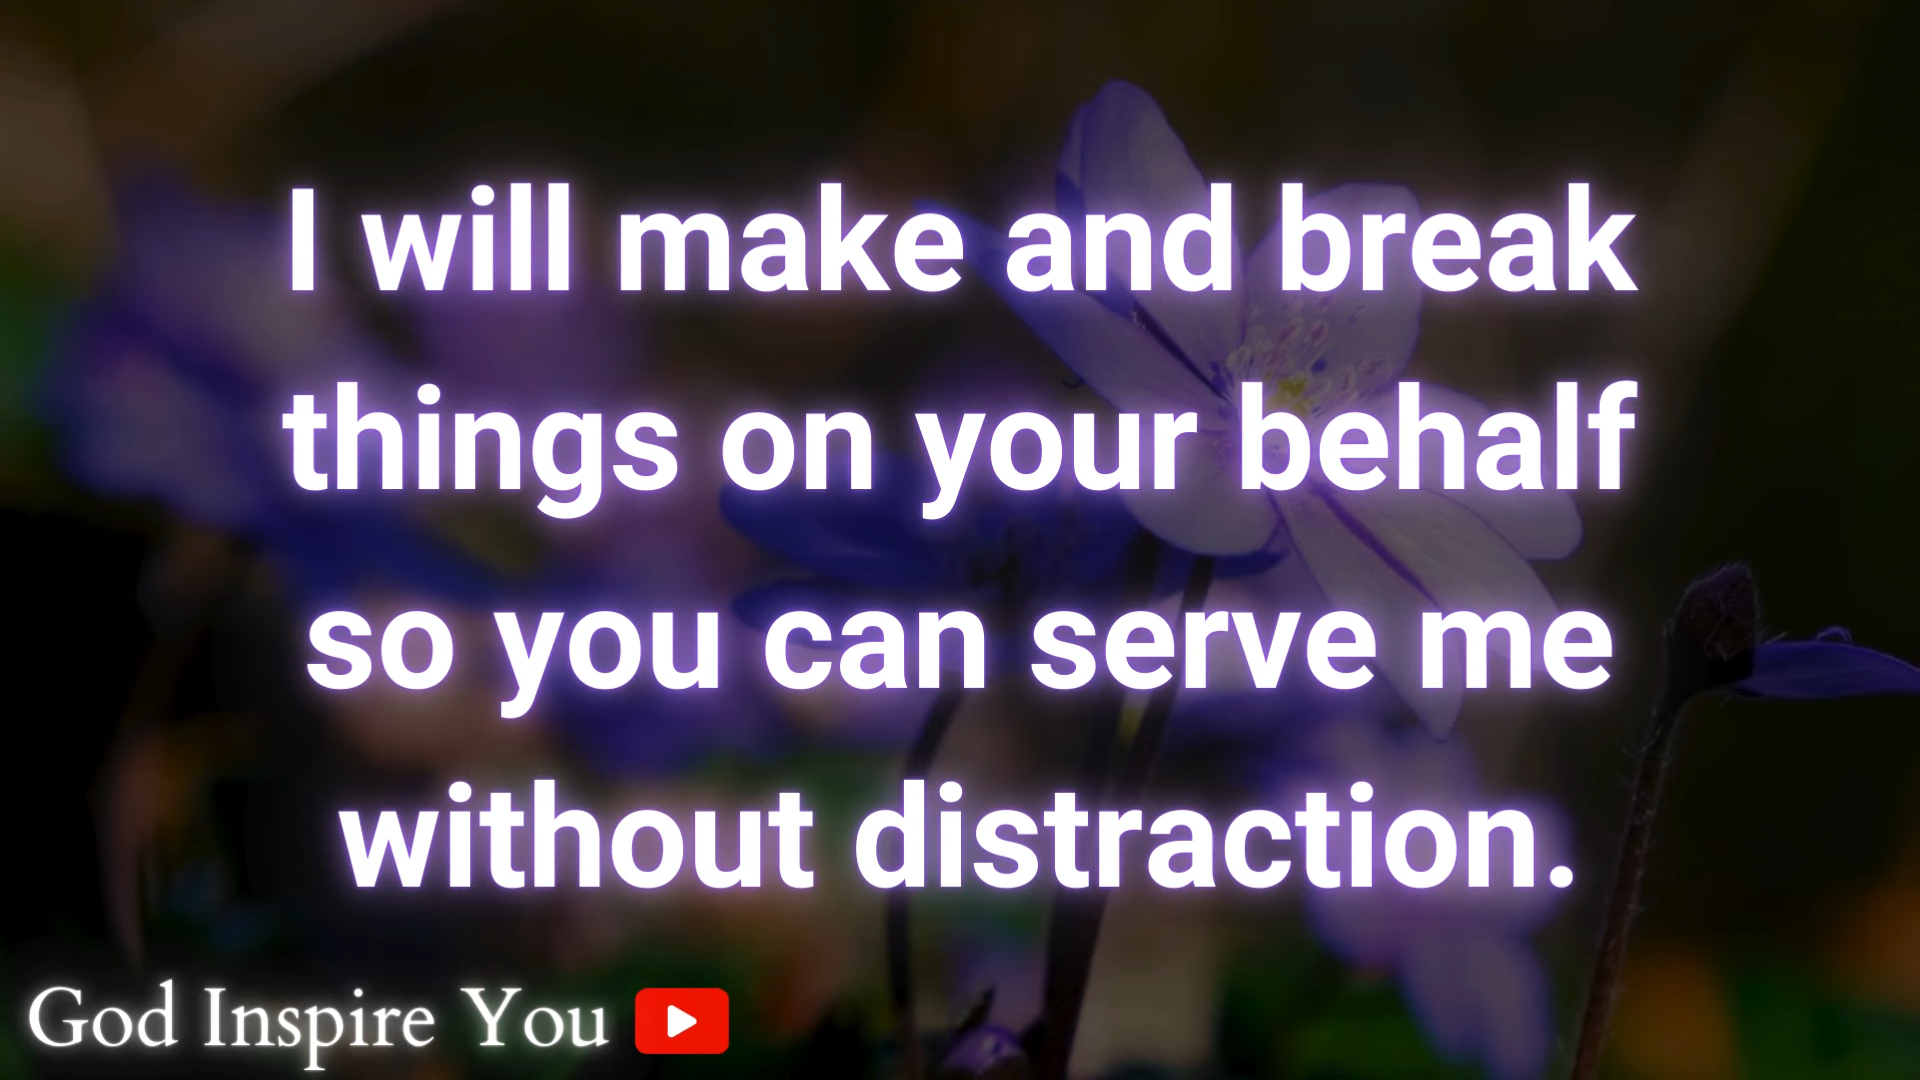 I will make and break
things on your behalf
so you can serve me
without distraction.
God Inspire You